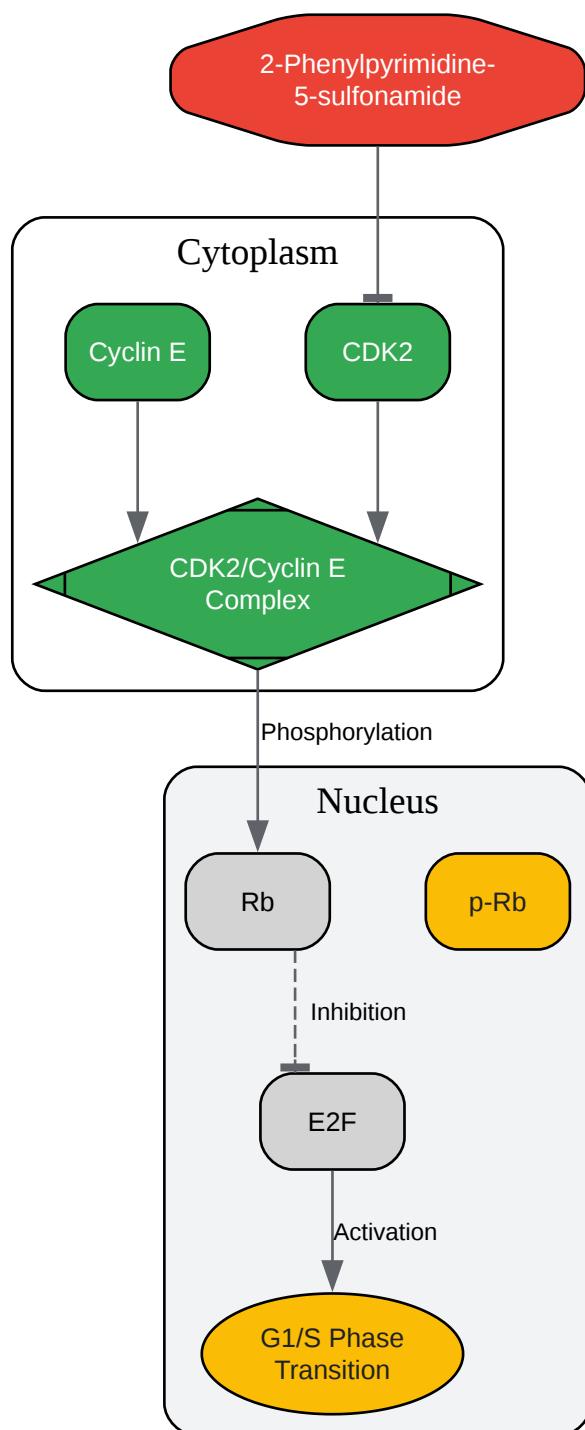 2-Phenylpyrimidine-
5-sulfonamide
Cytoplasm
Cyclin E
CDK2
CDK2/Cyclin E
Complex
Phosphorylation
Nucleus
Rb
p-Rb
Inhibition
E2F
Activation
G1/S Phase
Transition